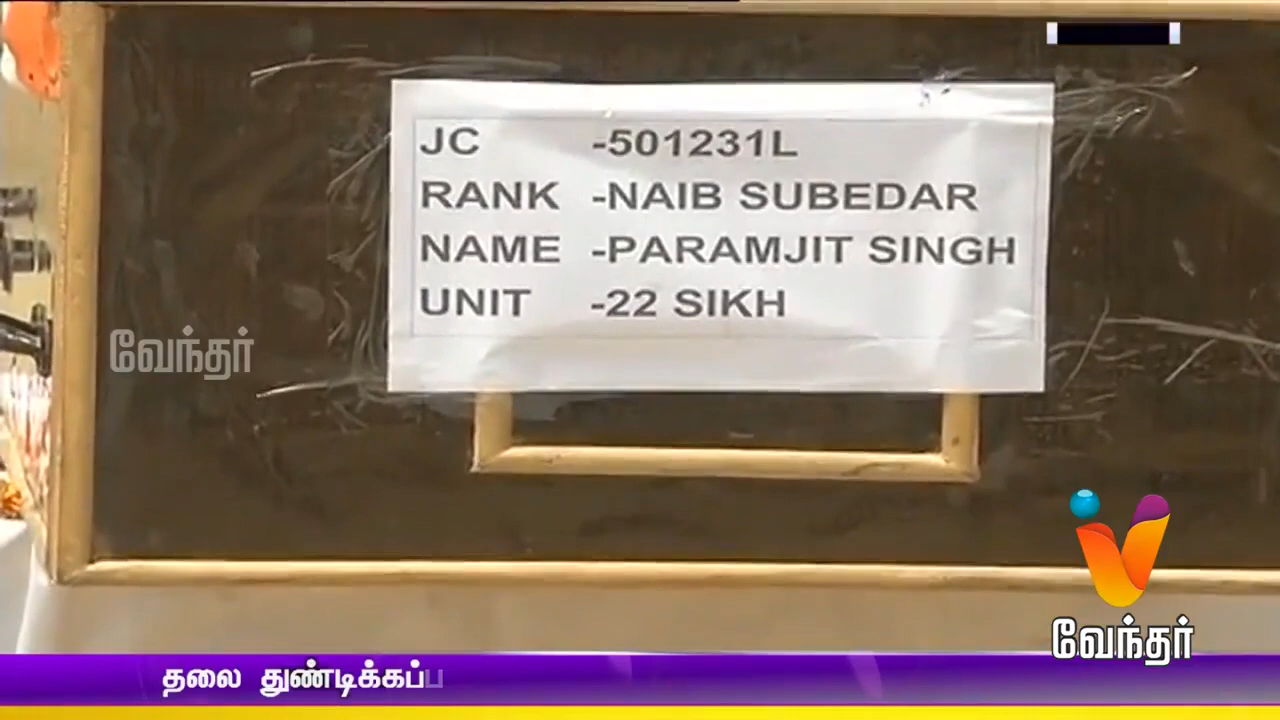 JC -501231L
RANK -NAIB SUBEDAR
NAME -PARAMJIT SINGH
UNIT -22 SIKH
வேந்தர்
வேந்தர்
தலை துண்டிக்கப்ப